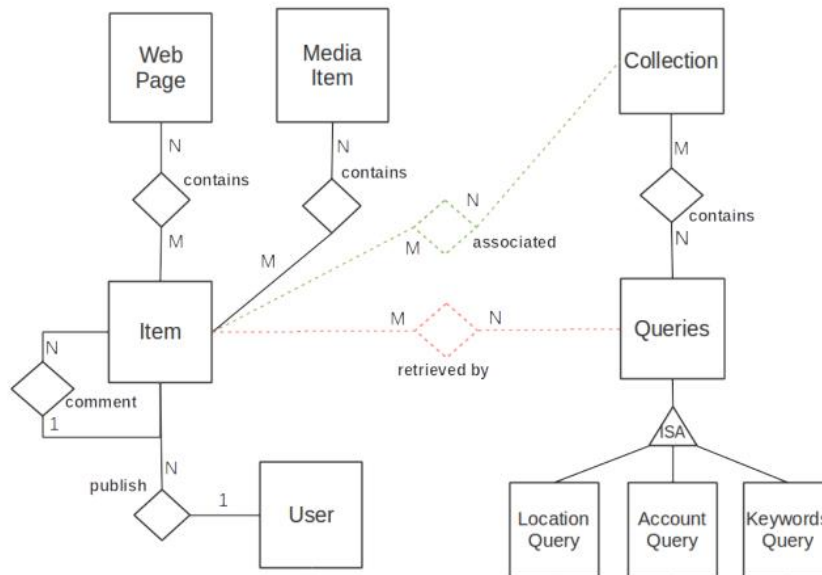 Web
Page
Media
Item
Collection
N
N
M
contains
contains
contains
M
M
N
M
associated
N
Item
M
N
retrieved by
Queries
N
comment
1
ISA
N
publish
1
User
Location
Query
Account
Query
Keywords
Query